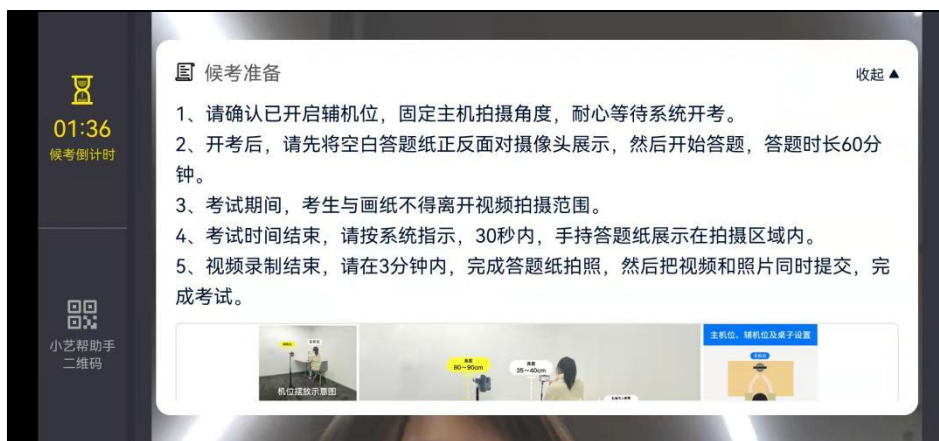 01:36
候考倒计时
小艺帮助手
二维码
候考准备
收起▲
1、请确认已开启辅机位，固定主机拍摄角度，耐心等待系统开考。
2、开考后，请先将空白答题纸正反面对摄像头展示，然后开始答题，答题时长60分
钟。
3、考试期间，考生与画纸不得离开视频拍摄范围。
4、考试时间结束，请按系统指示，30秒内，手持答题纸展示在拍摄区域内。
5、视频录制结束，请在3分钟内，完成答题纸拍照，然后把视频和照片同时提交，完
成考试。
机位摆放示意图
高度
80~90cm
高度
35~40cm
主机位、辅机位及桌子设置